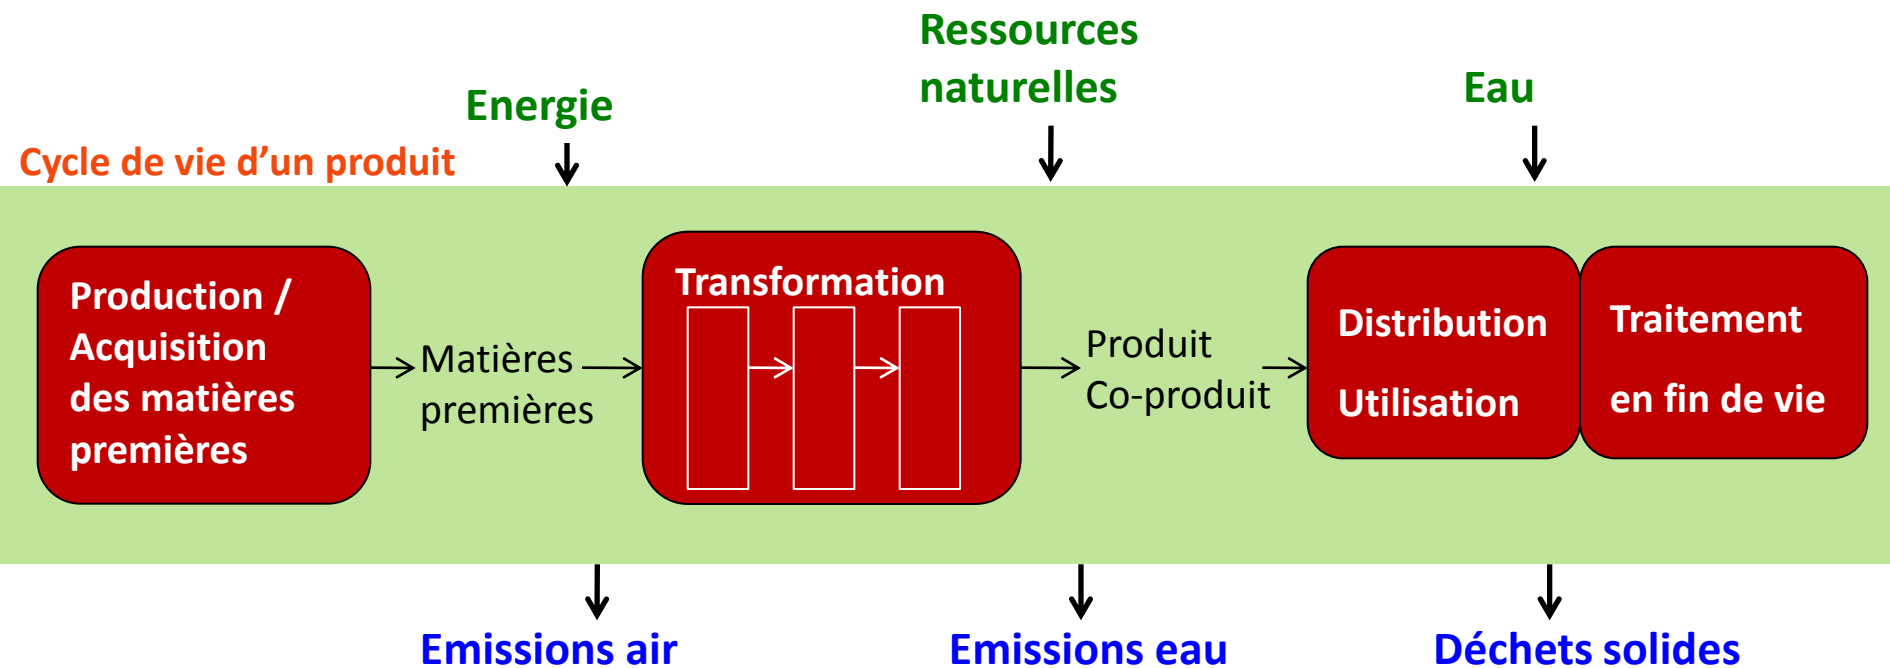 Ressources
naturelles
Energie
Eau
Cycle de vie d’un produit
Production /
Acquisition
des matières
premières
Matières
premières
Transformation
Produit
Co-produit
Distribution
Utilisation
Traitement
en fin de vie
Emissions air
Emissions eau
Déchets solides